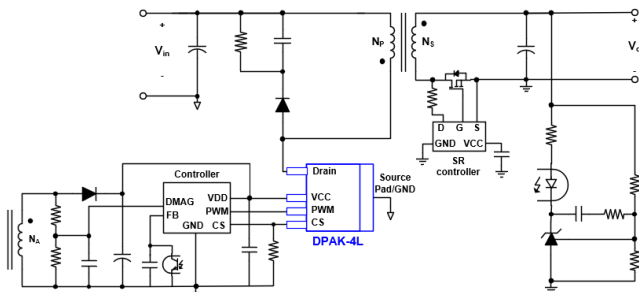 +
Vin
-
NP
NS
+
Vo
-
D G S
GND VCC
SR
controller
Controller
DMAG
FB
VDD
PWM
GND
CS
Drain
VCC
PWM
CS
DPAK-4L
Source
Pad/GND
NA